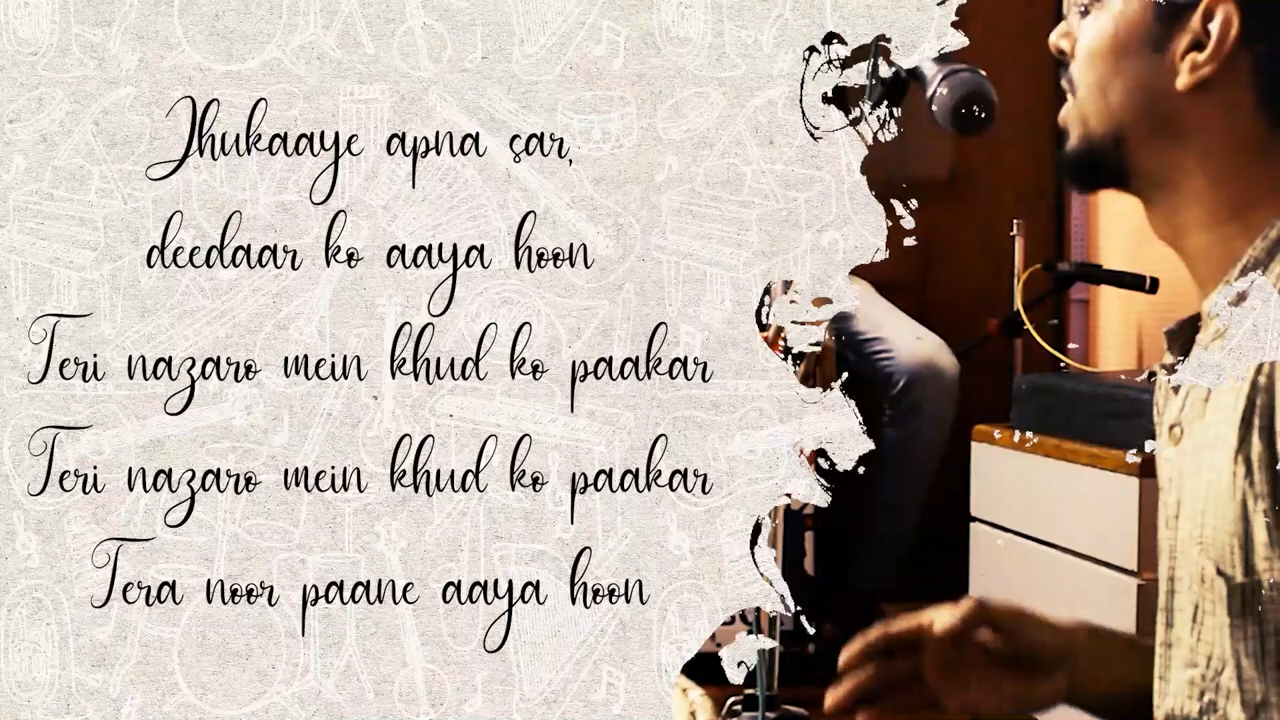 Jhukaaye apna sar,
deedaar ko aaya hoon
Teri nazaro mein khud ko paakar
Teri nazaro mein khud ko paakar
Tera noor paane aaya hoon